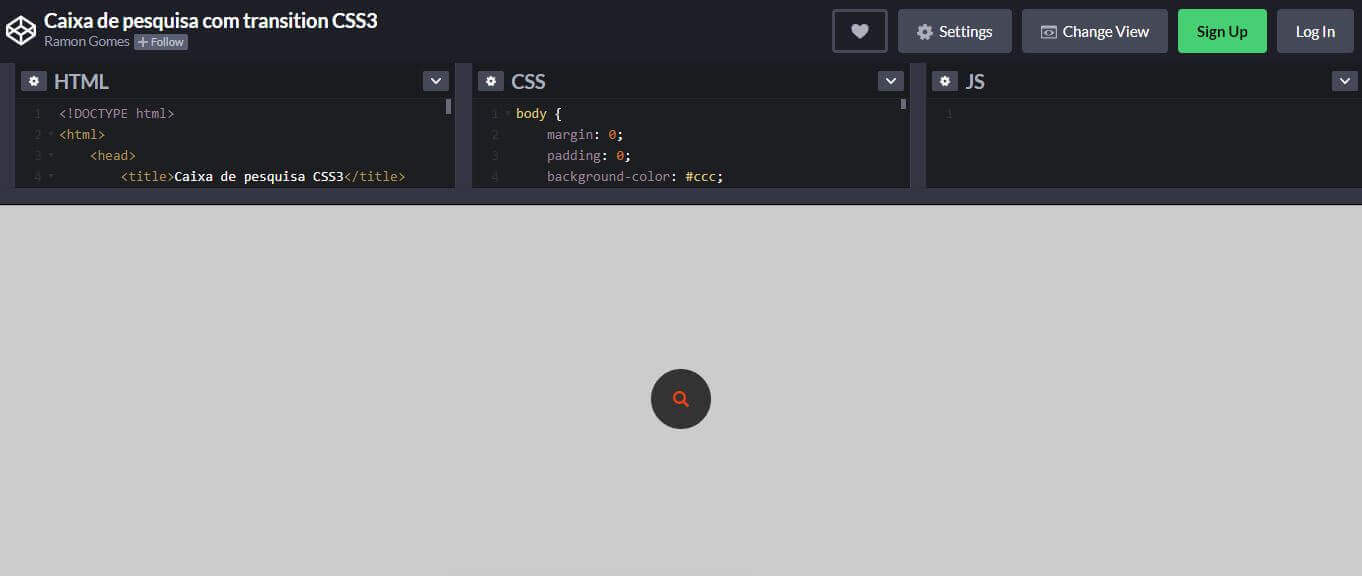 Caixa de pesquisa com transition CSS3
Ramon Gomes + Follow
Settings
Change View
Sign Up
Log In
HTML
1 <!DOCTYPE html>
2 <html>
3 <head>
4 <title>Caixa de pesquisa CSS3</title>
CSS
1 body {
2 margin: 0;
3 padding: 0;
4 background-color: #ccc;
JS
1